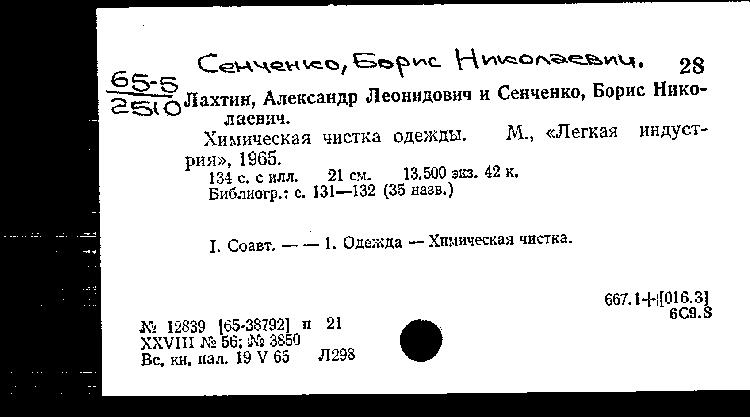 Сенченко, Борис Николаевич. 28
65-5
2510
Лахтин, Александр Леонидович и Сенченко, Борис Нико-
лаевич.
Химическая чистка одежды. М., «Легкая индуст-
рия», 1965.
134 с. с илл. 21 см. 13.500 экз. 42 к.
Библиогр.: с. 131—132 (35 назв.)
I. Соавт. — — 1. Одежда — Химическая чистка.
667.1+[016.3]
6С9.8
№ 12839 [65-38792] п 21
XXVIII № 56; № 3850
Вс. кн. пал. 19 V 65 Л298